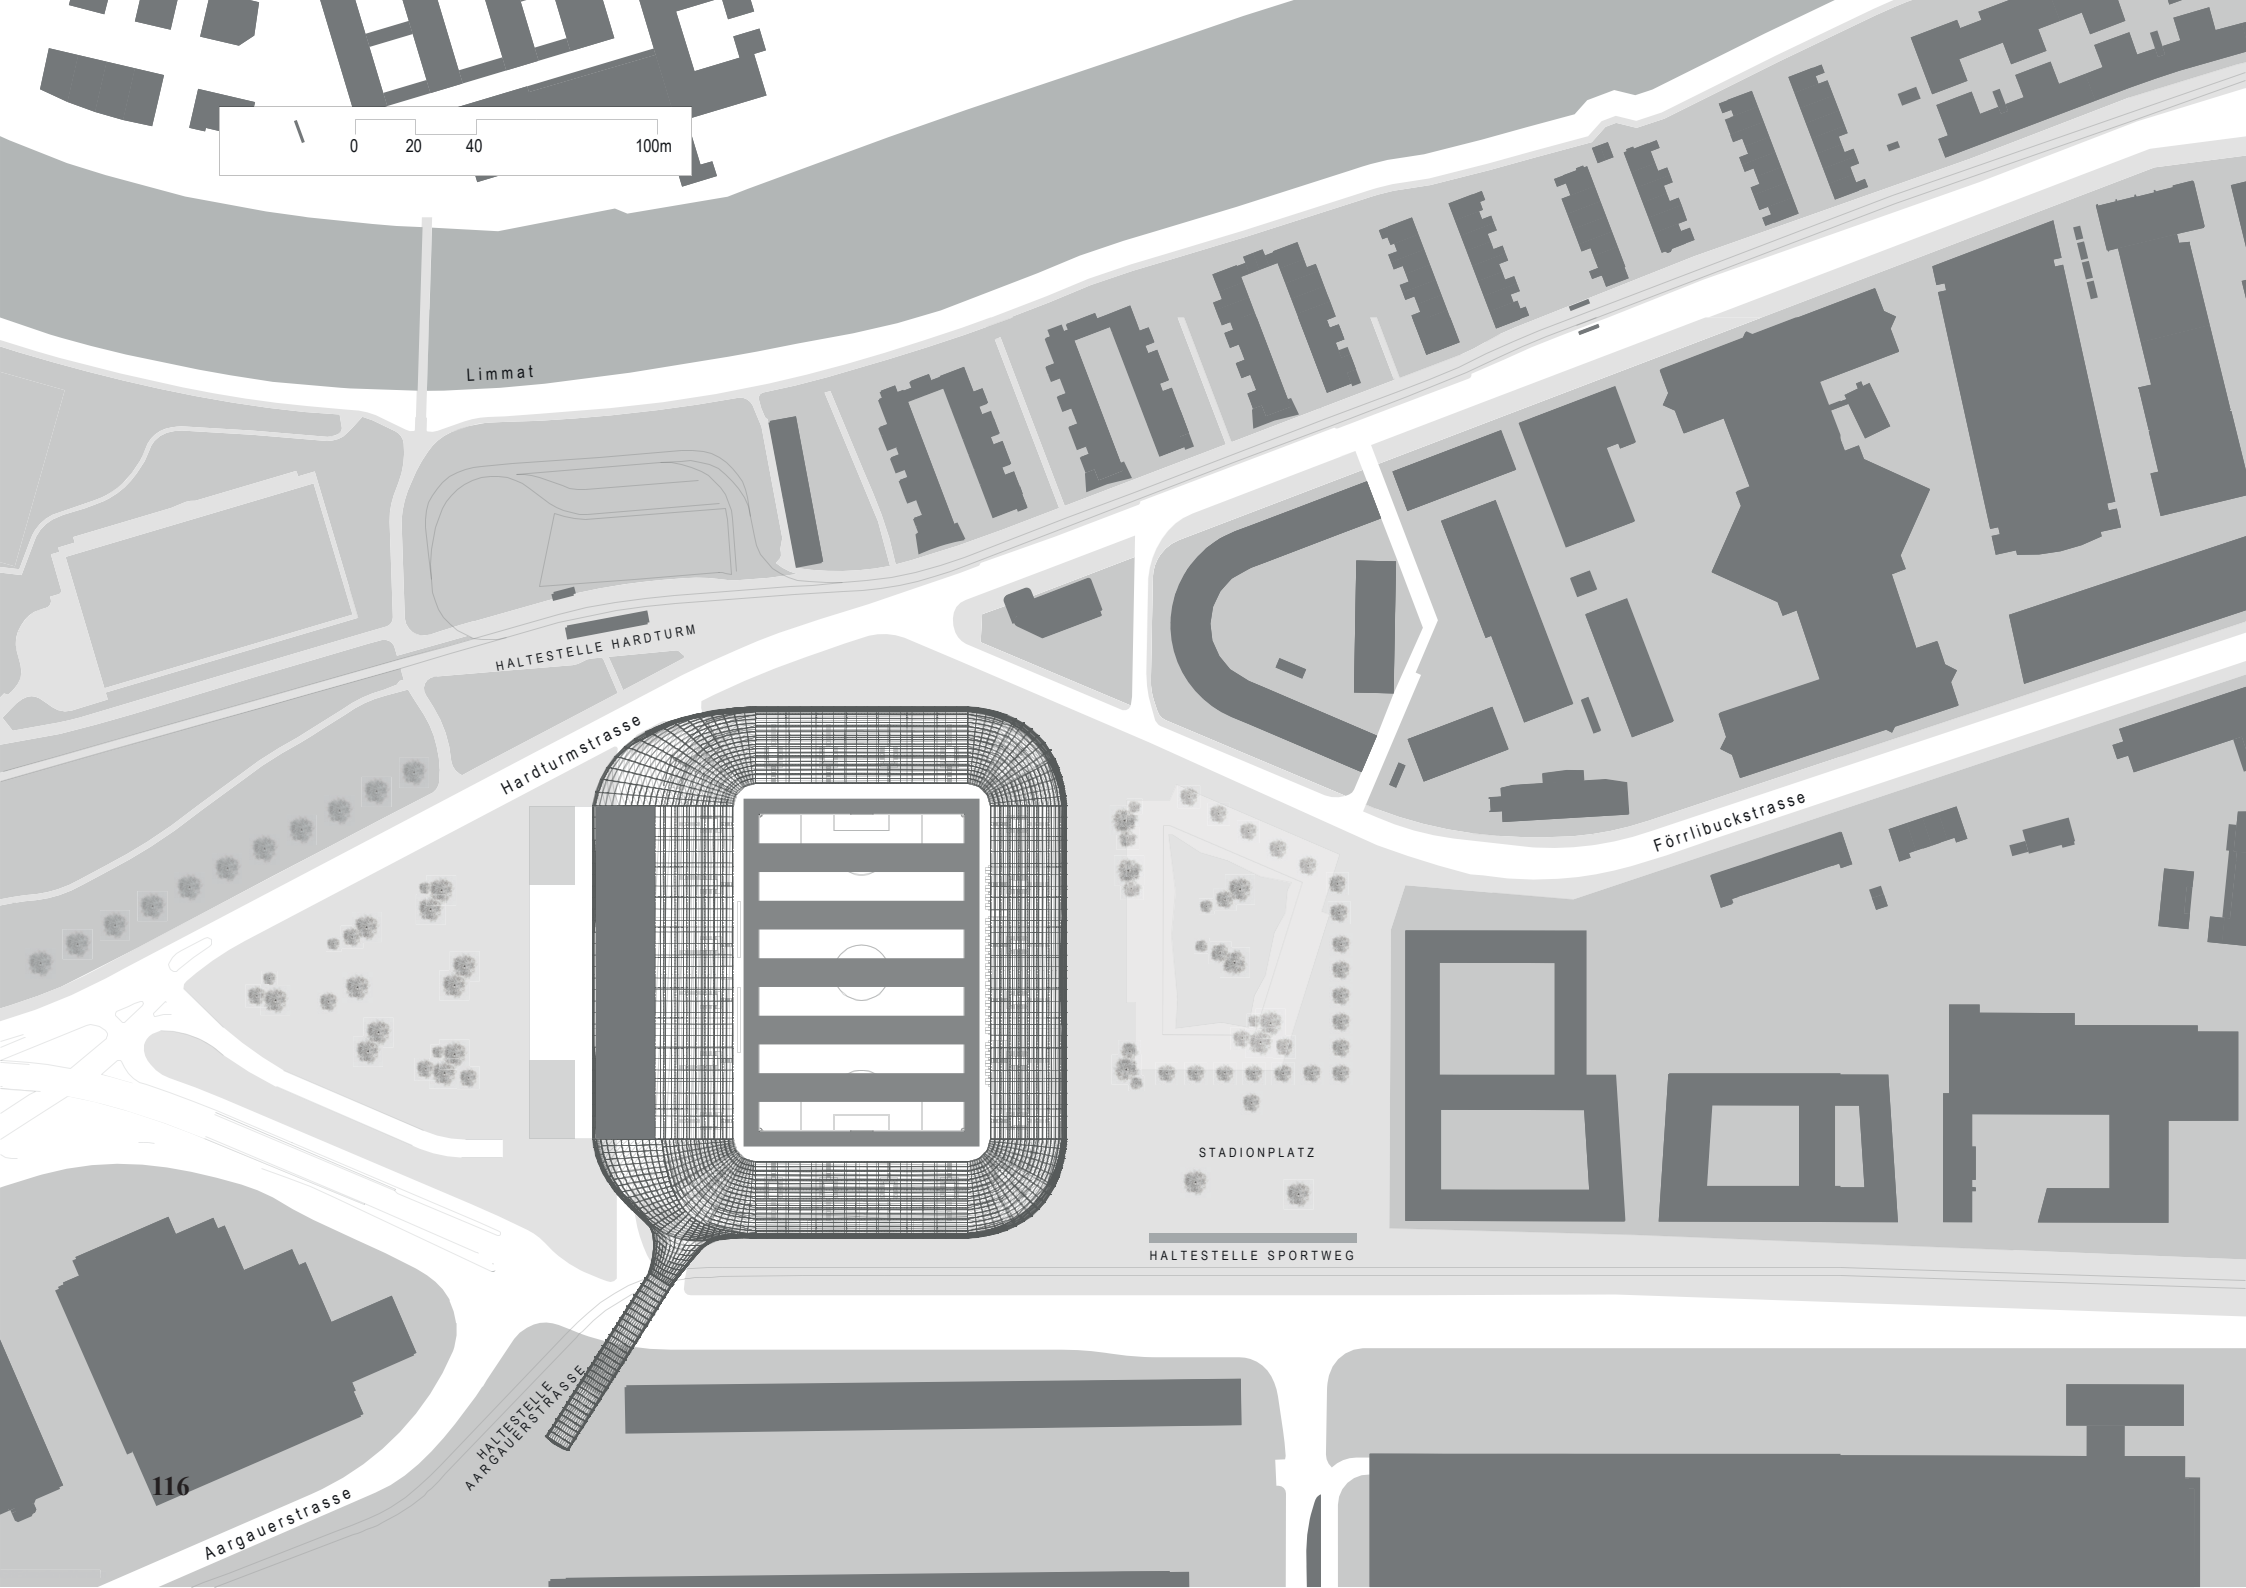 0 20 40 100m
Limmat
HALTESTELLE HARDTURM
Hardturmstrasse
Förrlibuckstrasse
STADIONPLATZ
HALTESTELLE SPORTWEG
HALTESTELLE
AARGAUERSTRASSE
116
Aargauerstrasse